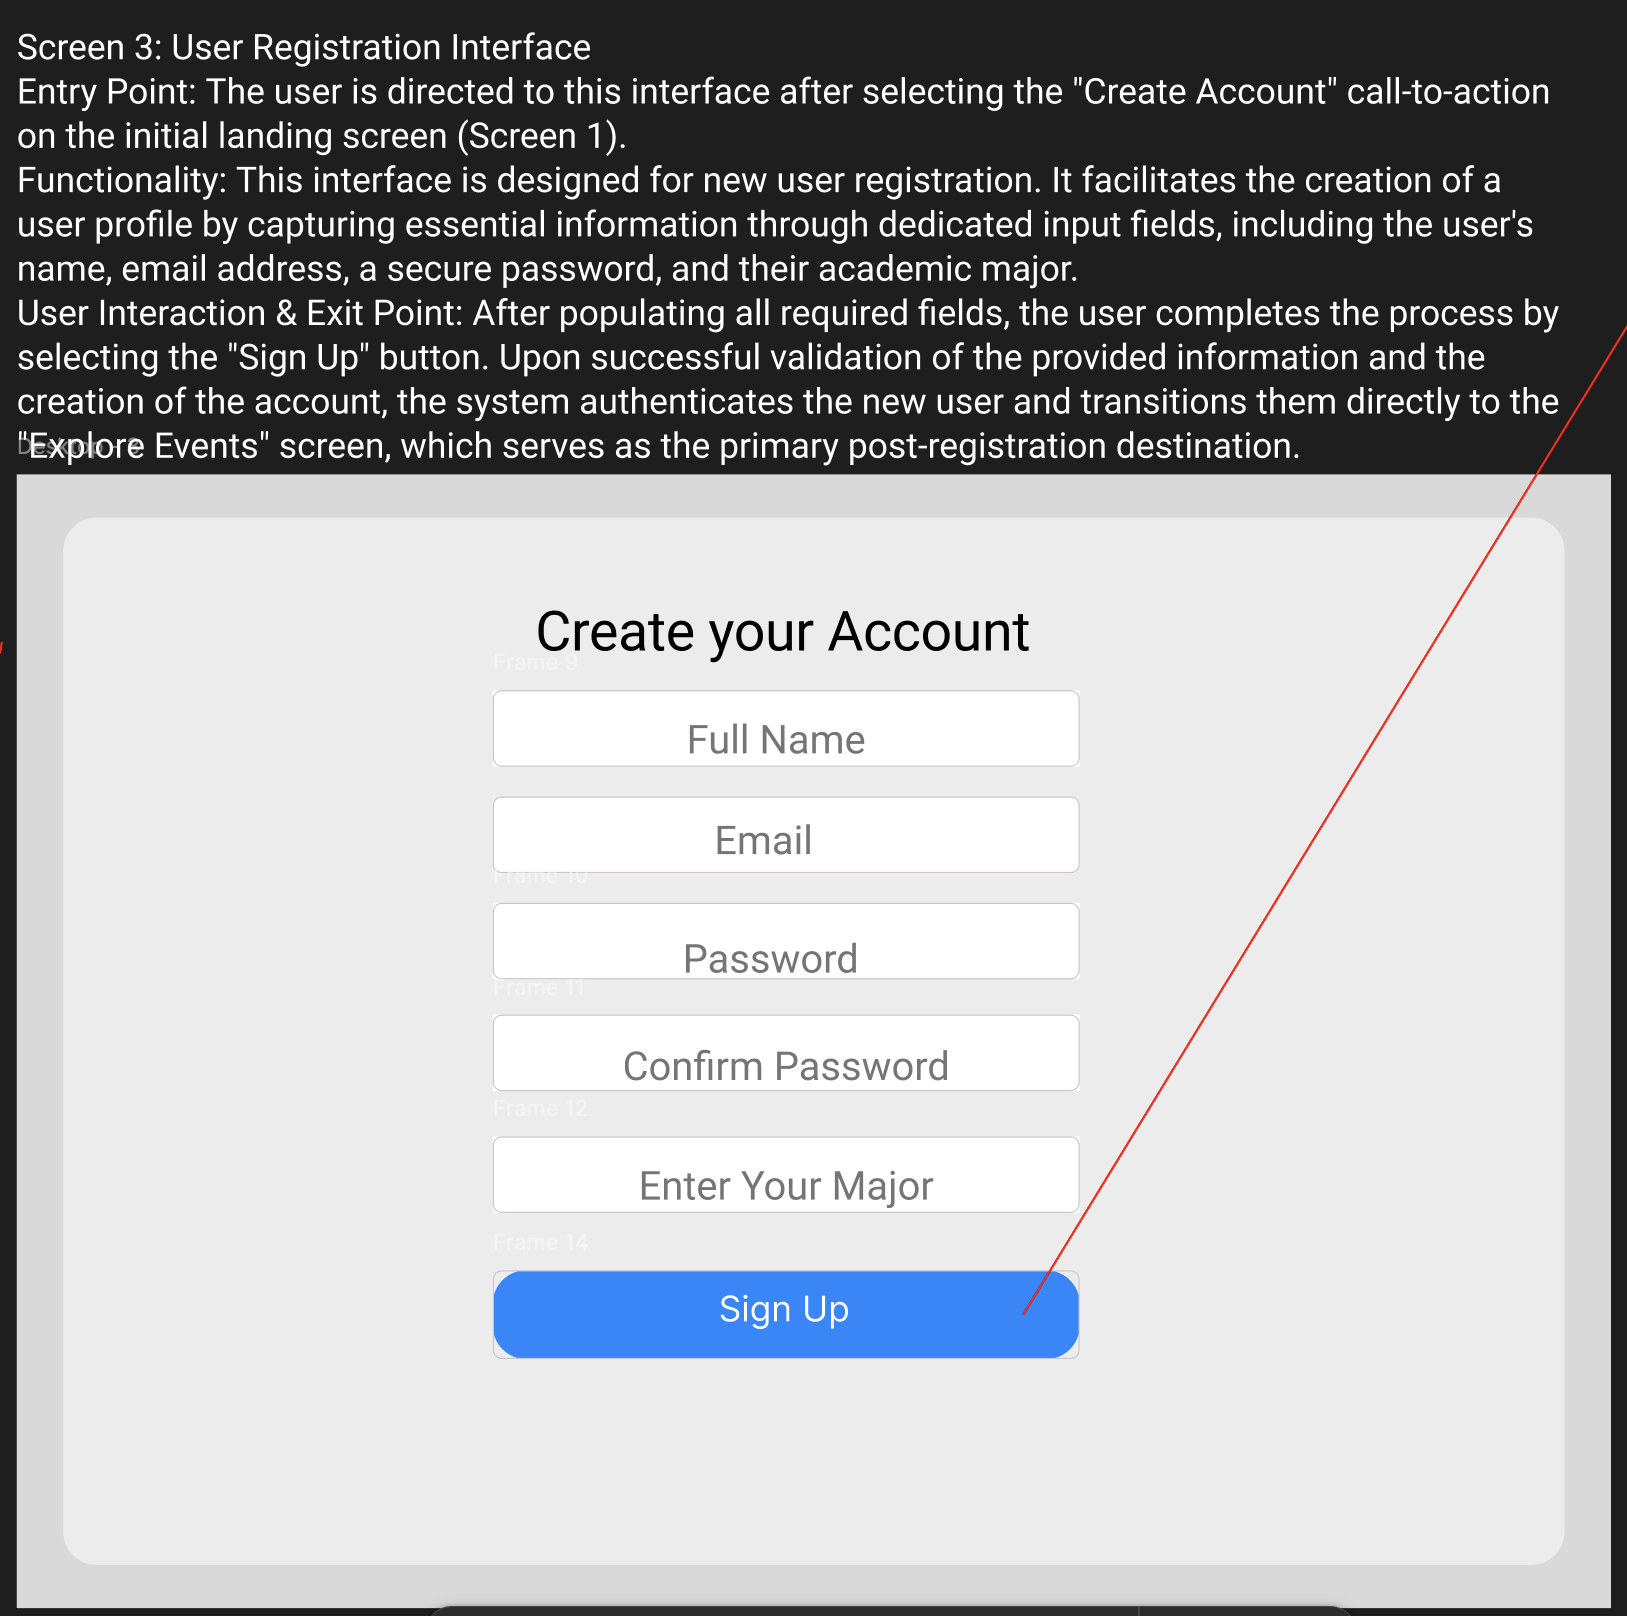 Screen 3: User Registration Interface
Entry Point: The user is directed to this interface after selecting the "Create Account" call-to-action
on the initial landing screen (Screen 1).
Functionality: This interface is designed for new user registration. It facilitates the creation of a
user profile by capturing essential information through dedicated input fields, including the user's
name, email address, a secure password, and their academic major.
User Interaction & Exit Point: After populating all required fields, the user completes the process by
selecting the "Sign Up" button. Upon successful validation of the provided information and the
creation of the account, the system authenticates the new user and transitions them directly to the
"Explore Events" screen, which serves as the primary post-registration destination.
Desktop - 3
Create your Account
Frame 9
Full Name
Email
Frame 10
Password
Frame 11
Confirm Password
Frame 12
Enter Your Major
Frame 14
Sign Up